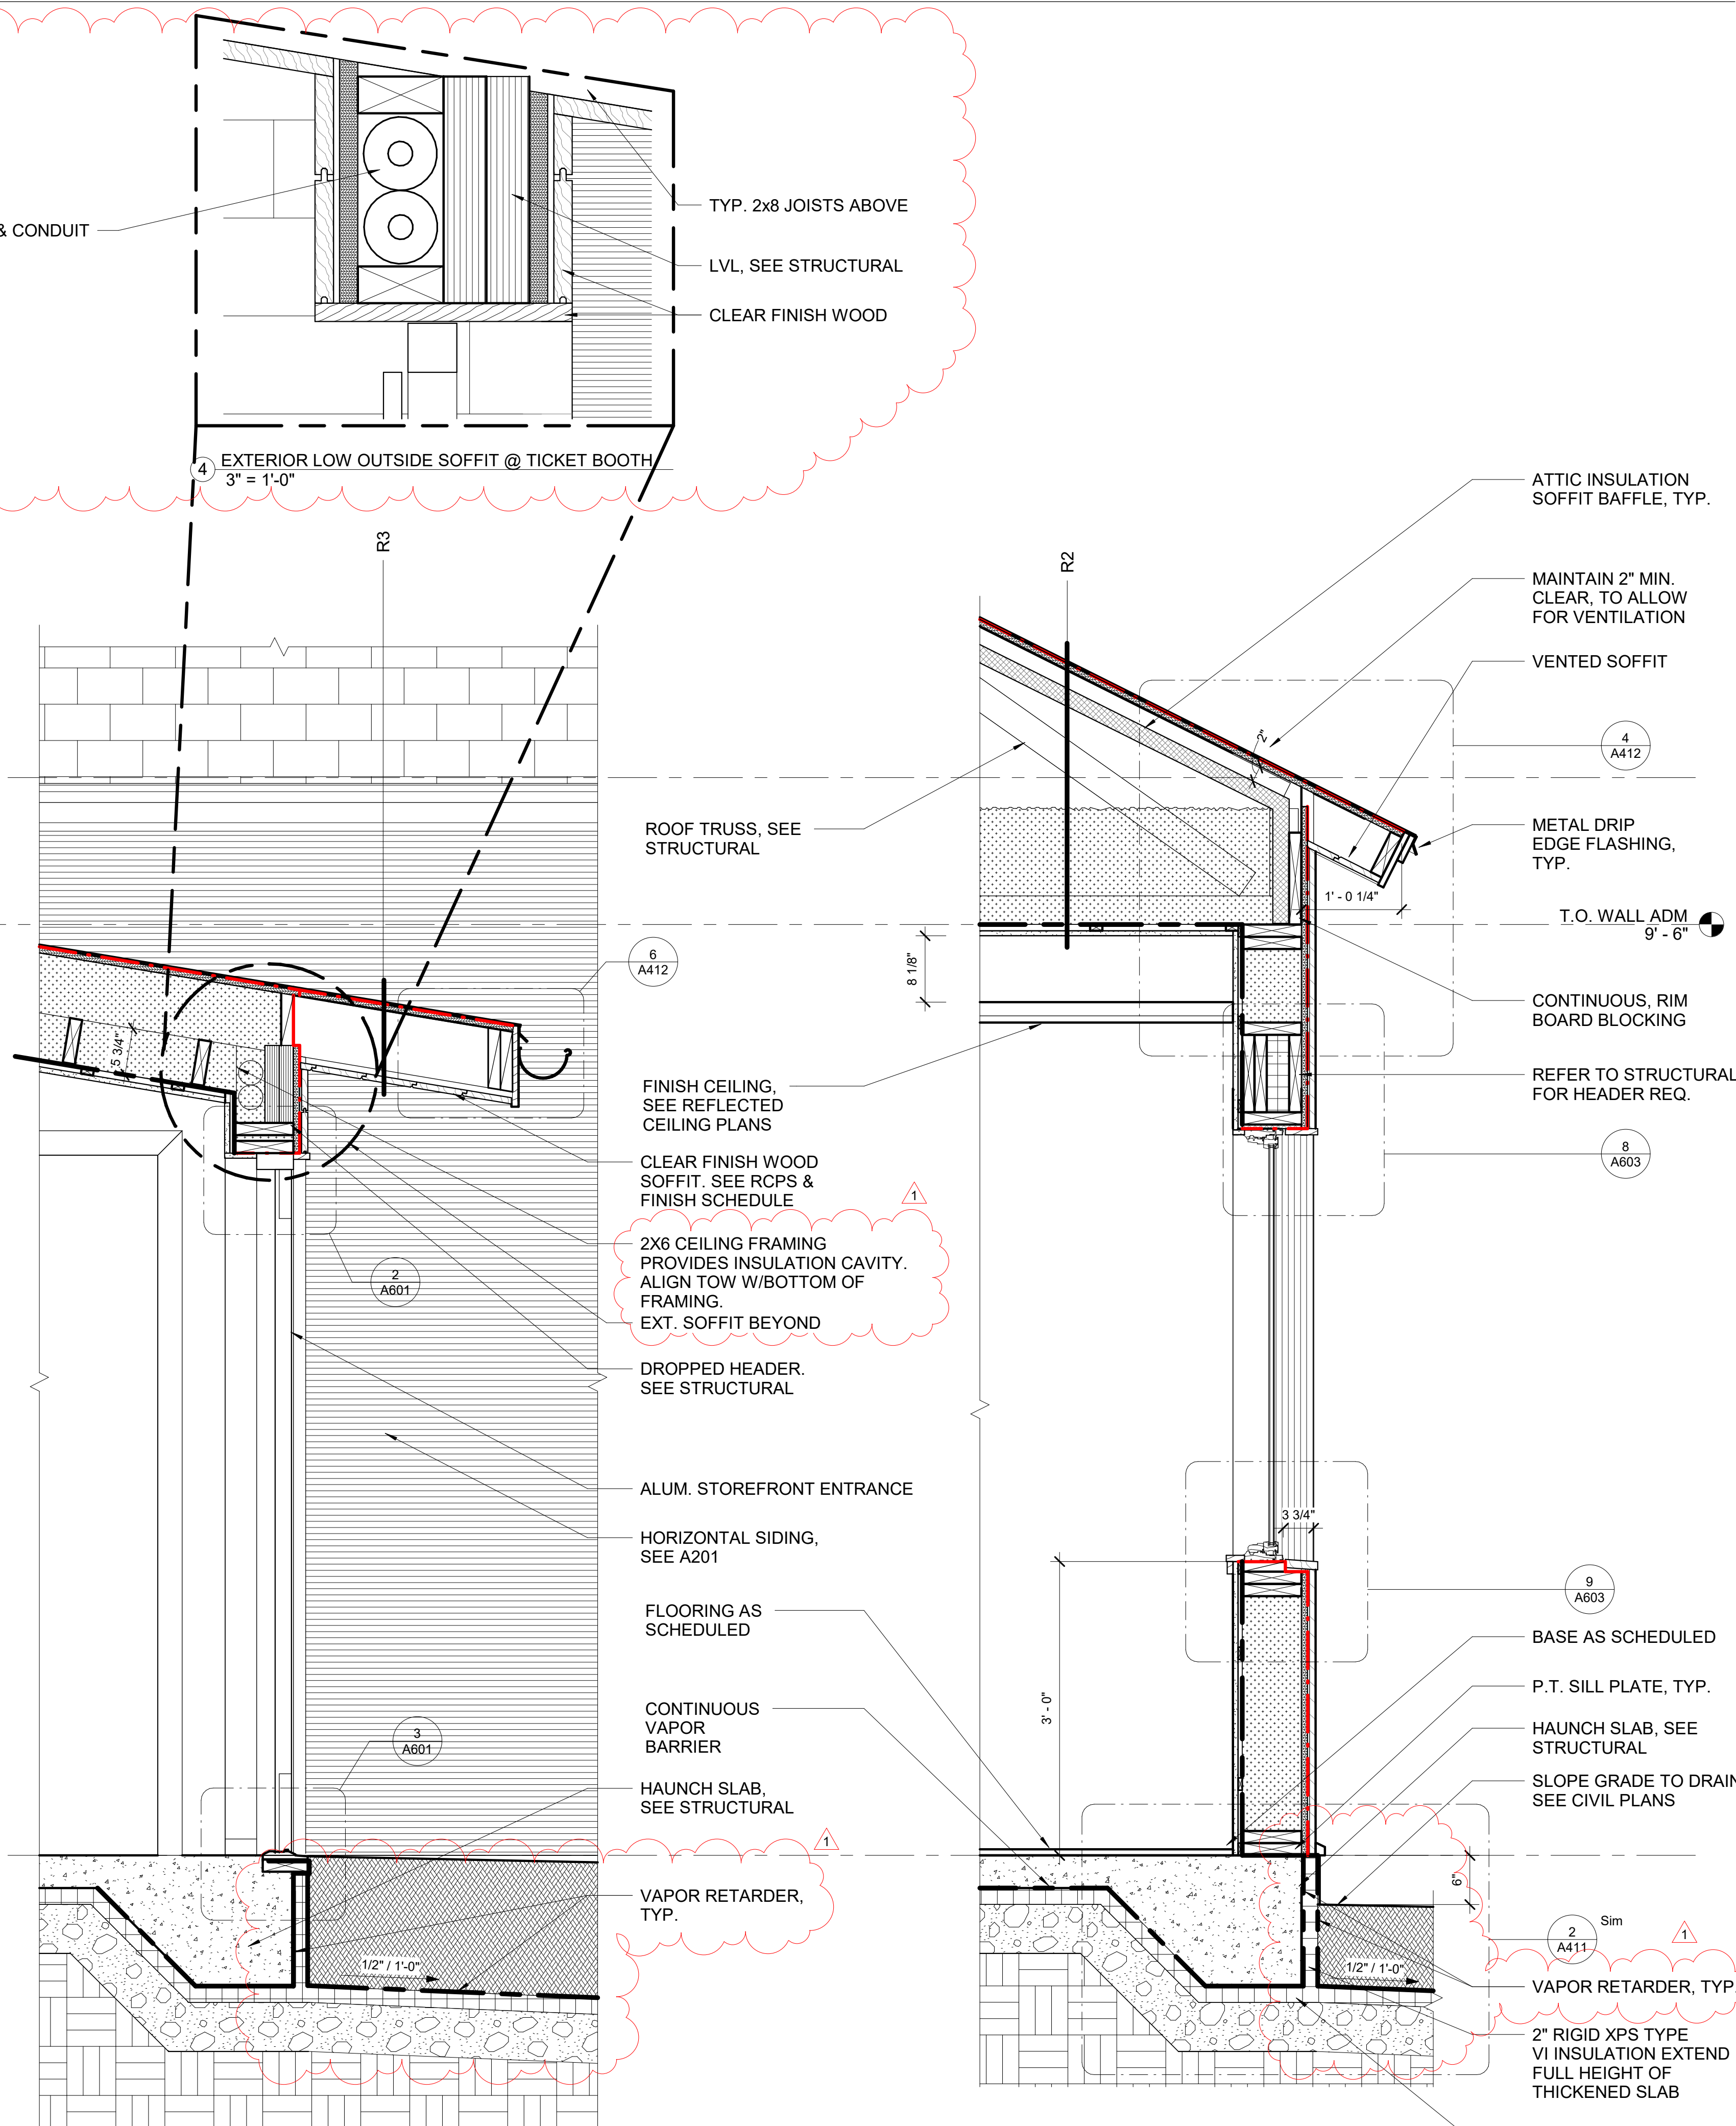 & CONDUIT
TYP. 2x8 JOISTS ABOVE
LVL, SEE STRUCTURAL
CLEAR FINISH WOOD
4
EXTERIOR LOW OUTSIDE SOFFIT @ TICKET BOOTH
3" = 1'-0"
R3
6
A412
5 3/4"
2
A601
3
A601
1/2" / 1'-0"
ROOF TRUSS, SEE
STRUCTURAL
FINISH CEILING,
SEE REFLECTED
CEILING PLANS
CLEAR FINISH WOOD
SOFFIT. SEE RCPS &
FINISH SCHEDULE
1
2X6 CEILING FRAMING
PROVIDES INSULATION CAVITY.
ALIGN TOW W/BOTTOM OF
FRAMING.
EXT. SOFFIT BEYOND
DROPPED HEADER.
SEE STRUCTURAL
ALUM. STOREFRONT ENTRANCE
HORIZONTAL SIDING,
SEE A201
FLOORING AS
SCHEDULED
CONTINUOUS
VAPOR
BARRIER
HAUNCH SLAB,
SEE STRUCTURAL
1
VAPOR RETARDER,
TYP.
R2
2"
1' - 0 1/4"
8 1/8"
3 3/4"
3' - 0"
6"
1/2" / 1'-0"
ATTIC INSULATION
SOFFIT BAFFLE, TYP.
MAINTAIN 2" MIN.
CLEAR, TO ALLOW
FOR VENTILATION
VENTED SOFFIT
4
A412
METAL DRIP
EDGE FLASHING,
TYP.
T.O. WALL ADM
9' - 6"
CONTINUOUS, RIM
BOARD BLOCKING
REFER TO STRUCTURAL
FOR HEADER REQ.
8
A603
9
A603
BASE AS SCHEDULED
P.T. SILL PLATE, TYP.
HAUNCH SLAB, SEE
STRUCTURAL
SLOPE GRADE TO DRAIN
SEE CIVIL PLANS
2
A411
Sim
1
VAPOR RETARDER, TYP
2" RIGID XPS TYPE
VI INSULATION EXTEND
FULL HEIGHT OF
THICKENED SLAB